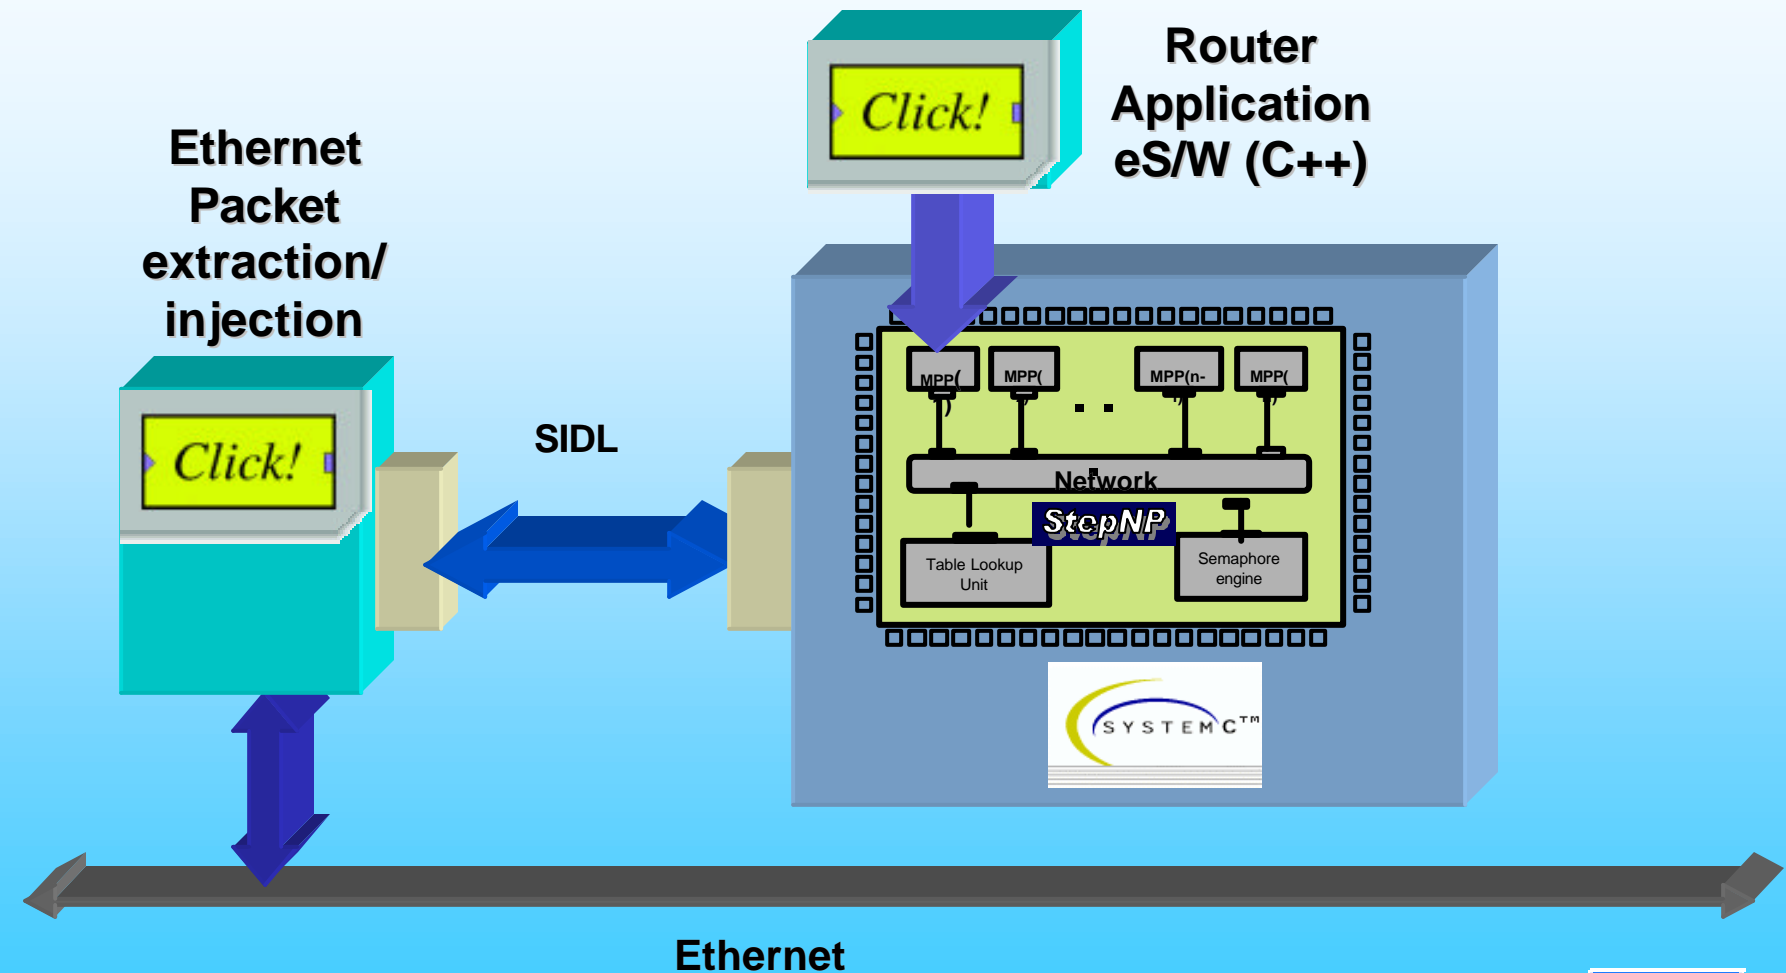 Router
Application
eS/W (C++)
Click!
Ethernet
Packet
extraction/
injection
Click!
SIDL
MPP(
)
MPP(
MPP(n-
MPP(
. . .
Network
StepNP
Table Lookup
Unit
Semaphore
engine
SYSTEMC™
Ethernet